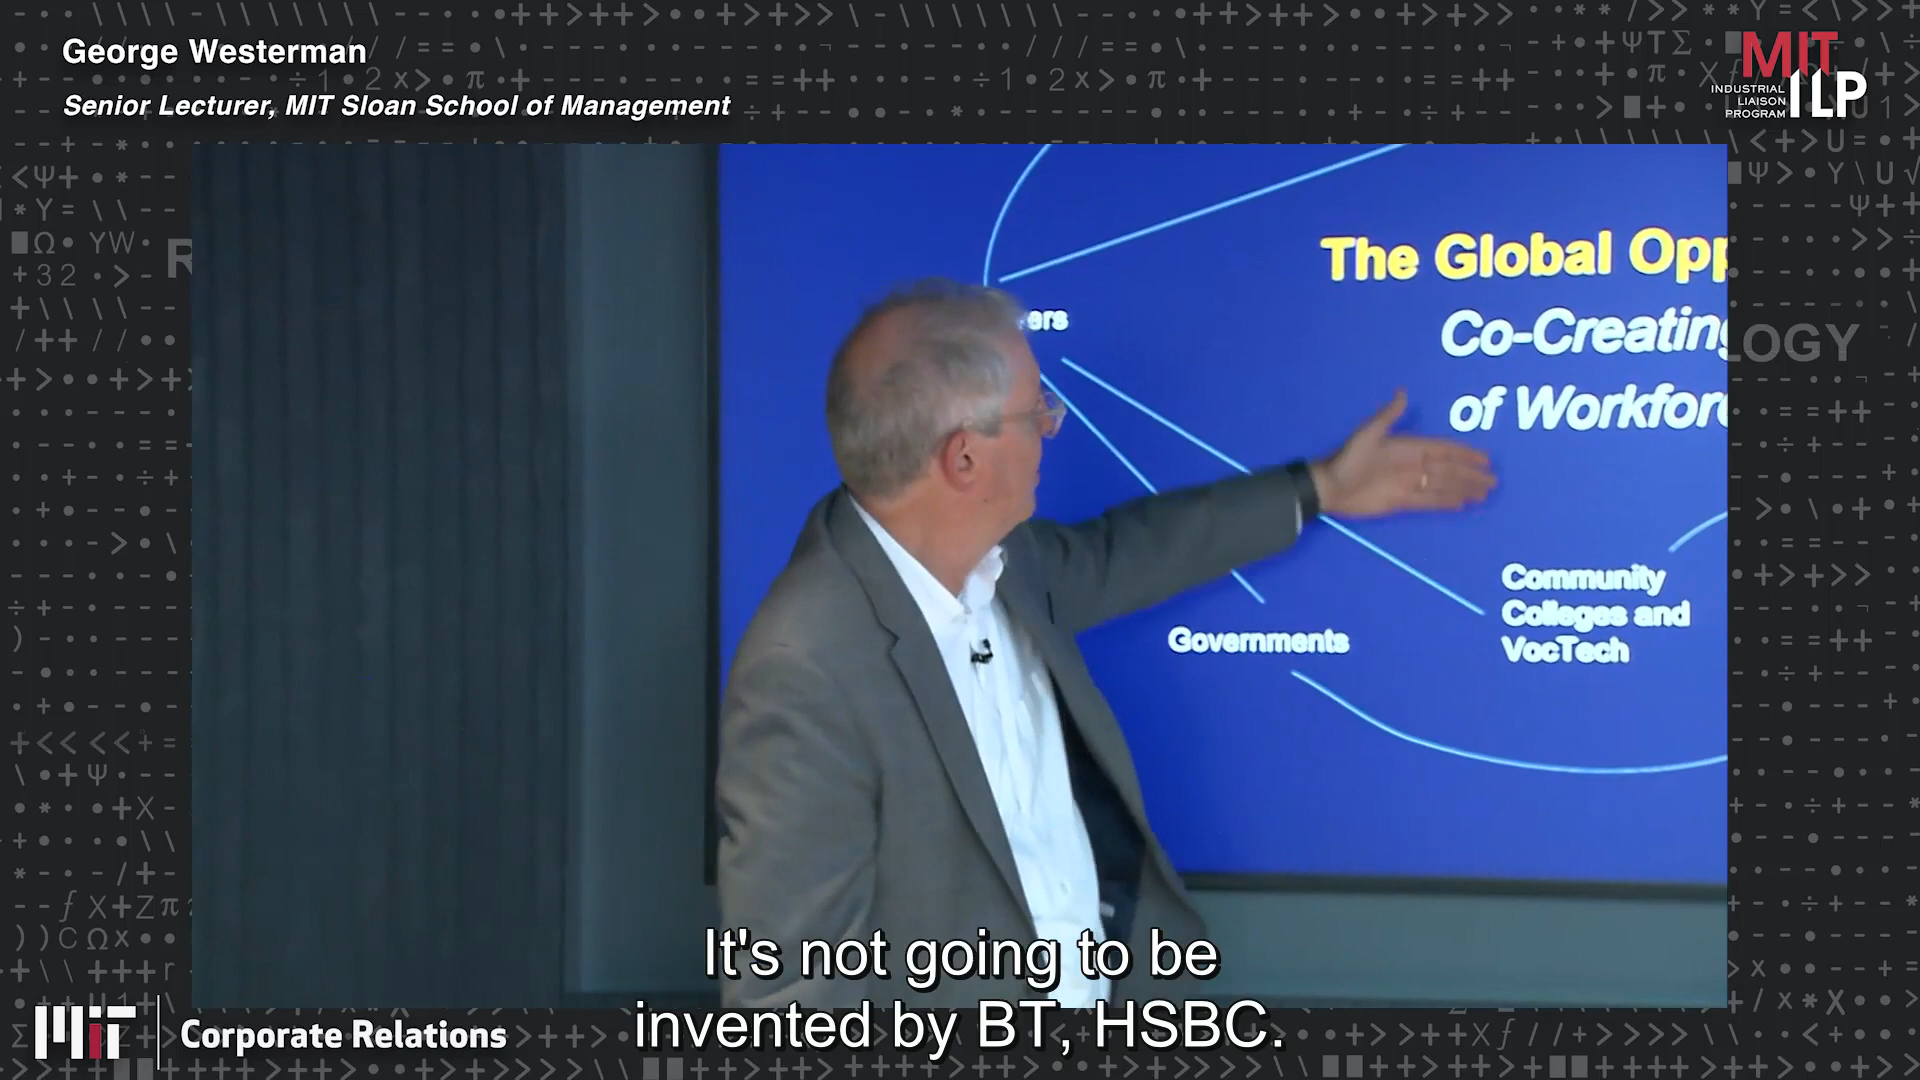 George Westerman
Senior Lecturer, MIT Sloan School of Management
MIT
ILP
INDUSTRIAL
LIAISON
PROGRAM
The Global Opp
Co-Creating
of Workforc
ers
Community
Colleges and
VocTech
Governments
LOGY
It's not going to be
invented by BT, HSBC.
MIT
Corporate Relations